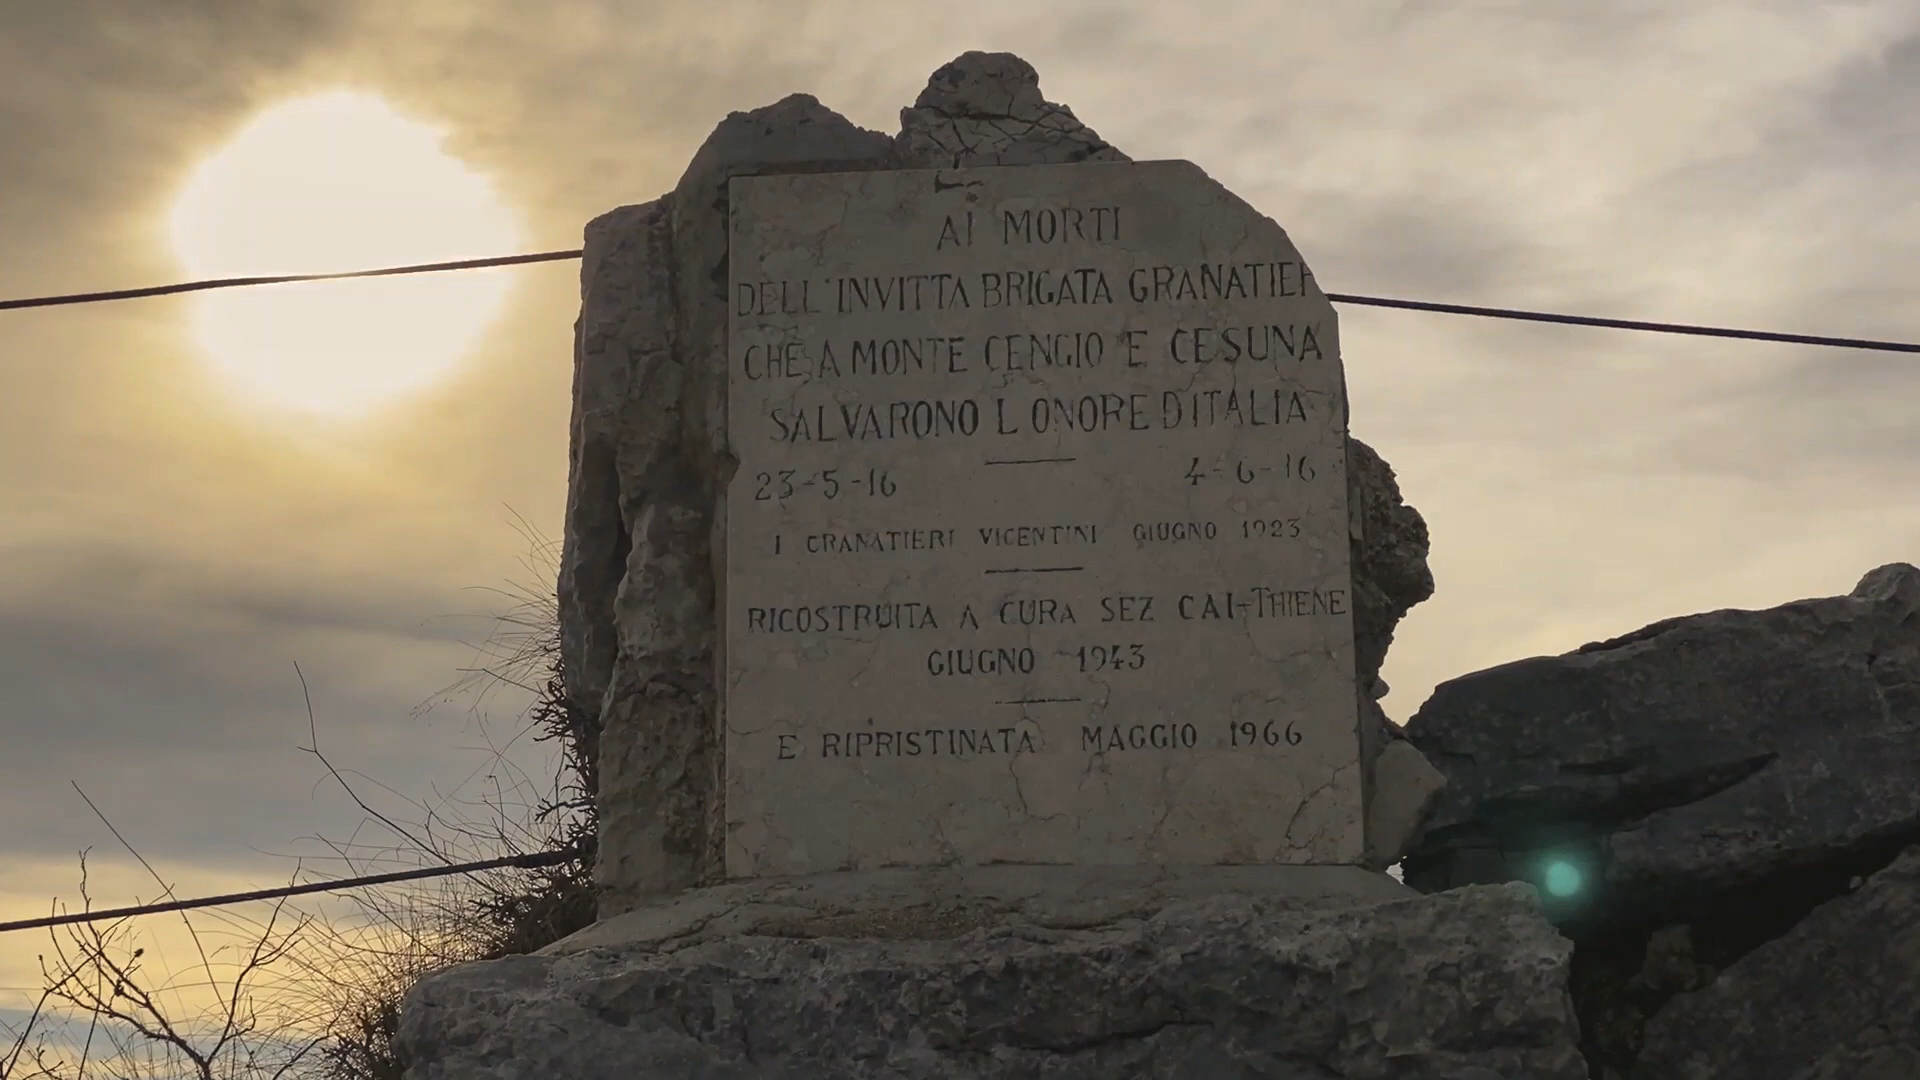 AI MORTI
DELL'INVITTA BRIGATA GRANATIER
CHE A MONTE CENGIO E CESUNA
SALVARONO L ONORE D'ITALIA
23-5-16 4-6-16
I GRANATIERI VICENTINI GIUGNO 1923
RICOSTRUITA A CURA SEZ CAI-THIENE
GIUGNO 1943
E RIPRISTINATA MAGGIO 1966